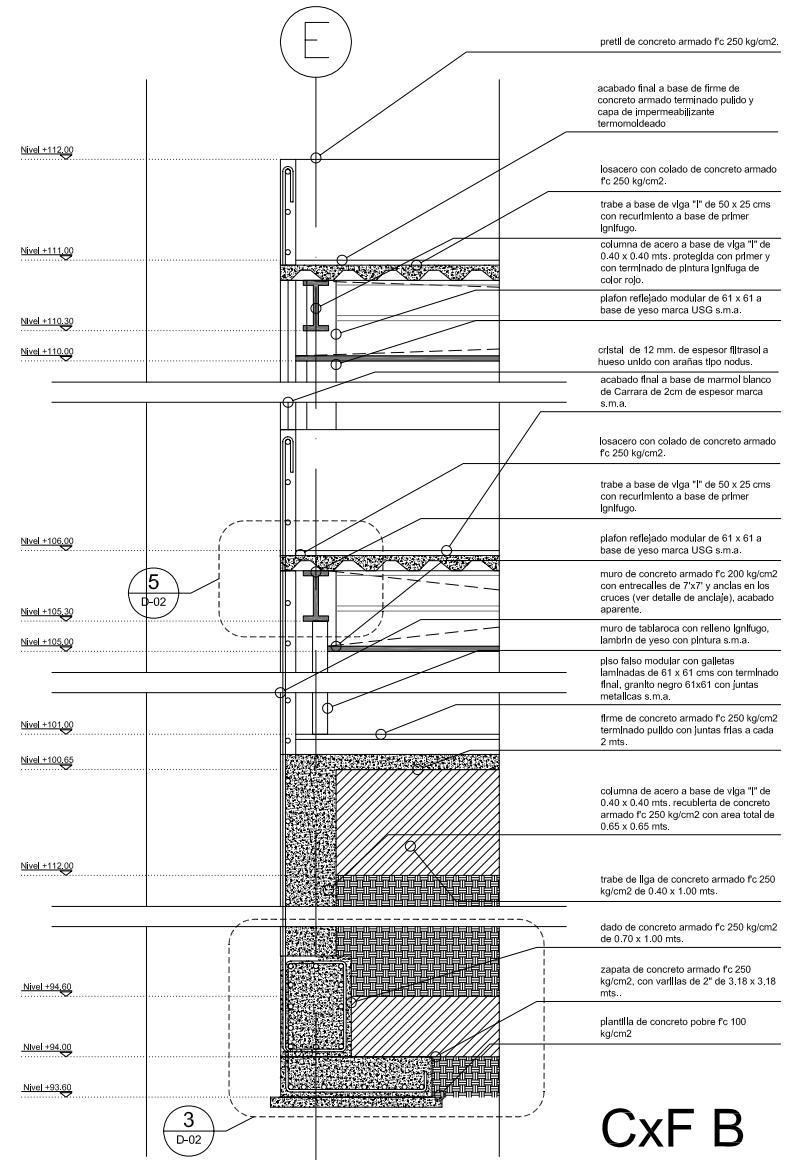 E
pretil de concreto armado f'c 250 kg/cm2.
acabado final a base de firme de
concreto armado terminado pulido y
capa de impermeabilizante
termomoldeado
Nivel +112,00
losacero con colado de concreto armado
f'c 250 kg/cm2.
trabe a base de viga "I" de 50 x 25 cms
con recurimiento a base de primer
ignifugo.
columna de acero a base de viga "I" de
0.40 x 0.40 mts. protegida con primer y
con terminado de pintura ignifuga de
color rojo.
Nivel +111.00
plafon reflejado modular de 61 x 61 a
base de yeso marca USG s.m.a.
Nivel +110.30
cristal de 12 mm. de espesor filtrasol a
hueso unido con arañas tipo nodus.
Nivel +110.00
acabado final a base de marmol blanco
de Carrara de 2cm de espesor marca
s.m.a.
losacero con colado de concreto armado
f'c 250 kg/cm2.
trabe a base de viga "I" de 50 x 25 cms
con recurimiento a base de primer
ignifugo.
Nivel +106,00
plafon reflejado modular de 61 x 61 a
base de yeso marca USG s.m.a.
5
D-02
muro de concreto armado f'c 200 kg/cm2
con entrecalles de 7'x7' y anclas en los
cruces (ver detalle de anclaje), acabado
aparente.
Nivel +105.30
muro de tablaroca con relleno ignifugo,
lambrin de yeso con pintura s.m.a.
Nivel +105.00
piso falso modular con galletas
laminadas de 61 x 61 cms con terminado
final, granito negro 61x61 con juntas
metalicas s.m.a.
Nivel +101,00
firme de concreto armado f'c 250 kg/cm2
terminado pulido con juntas frias a cada
2 mts.
Nivel +100,65
columna de acero a base de viga "I" de
0.40 x 0.40 mts. recubierta de concreto
armado f'c 250 kg/cm2 con area total de
0.65 x 0.65 mts.
Nivel +112,00
trabe de liga de concreto armado f'c 250
kg/cm2 de 0.40 x 1.00 mts.
dado de concreto armado f'c 250 kg/cm2
de 0.70 x 1.00 mts.
zapata de concreto armado f'c 250
kg/cm2, con varillas de 2" de 3.18 x 3.18
mts..
Nivel +94,60
plantilla de concreto pobre f'c 100
kg/cm2
Nivel +94,00
Nivel +93,60
3
D-02
CxF B